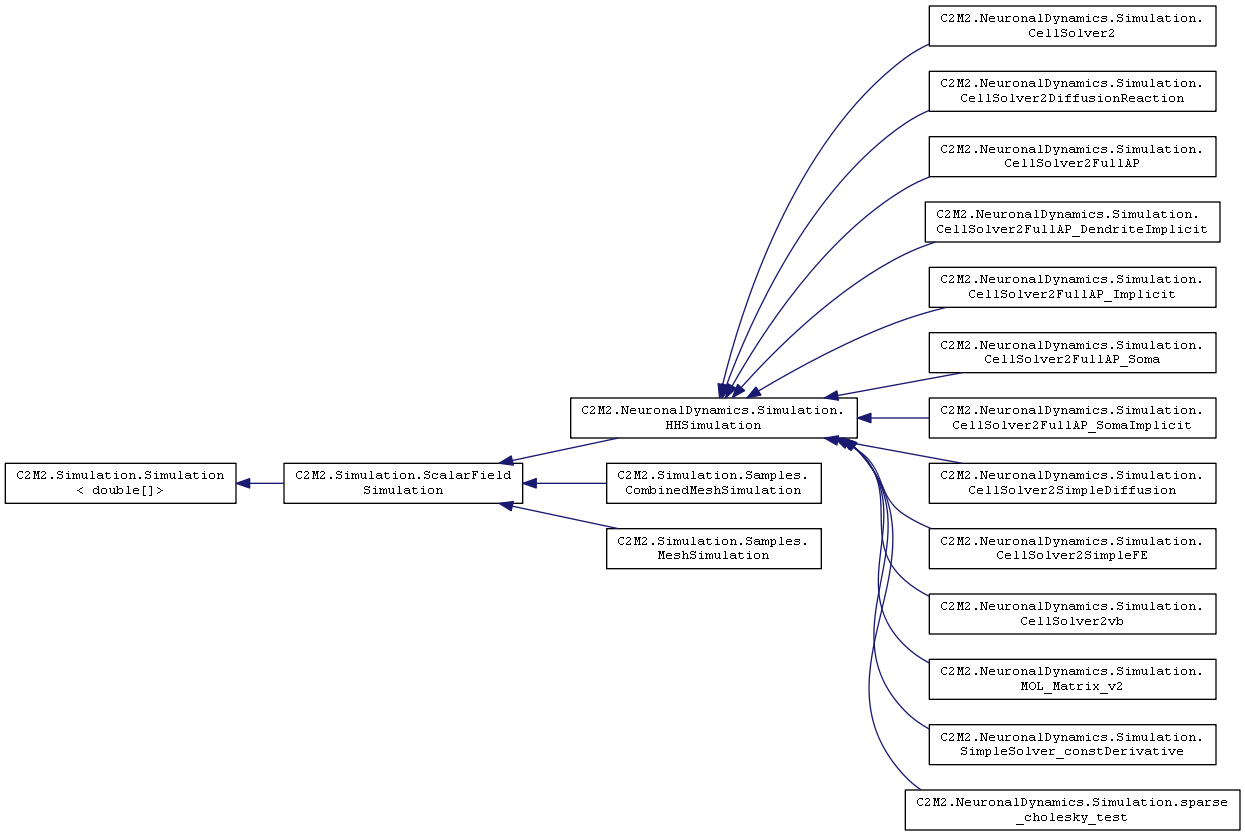 C2M2.NeuronalDynamics.Simulation.
CellSolver2
C2M2.NeuronalDynamics.Simulation.
CellSolver2DiffusionReaction
C2M2.NeuronalDynamics.Simulation.
CellSolver2FullAP
C2M2.NeuronalDynamics.Simulation.
CellSolver2FullAP_DendriteImplicit
C2M2.NeuronalDynamics.Simulation.
CellSolver2FullAP_Implicit
C2M2.NeuronalDynamics.Simulation.
CellSolver2FullAP_Soma
C2M2.NeuronalDynamics.Simulation.
HHSimulation
C2M2.NeuronalDynamics.Simulation.
CellSolver2FullAP_SomaImplicit
C2M2.Simulation.Simulation
< double[]>
C2M2.Simulation.ScalarField
Simulation
C2M2.Simulation.Samples.
CombinedMeshSimulation
C2M2.NeuronalDynamics.Simulation.
CellSolver2SimpleDiffusion
C2M2.Simulation.Samples.
MeshSimulation
C2M2.NeuronalDynamics.Simulation.
CellSolver2SimpleFE
C2M2.NeuronalDynamics.Simulation.
CellSolver2vb
C2M2.NeuronalDynamics.Simulation.
MOL_Matrix_v2
C2M2.NeuronalDynamics.Simulation.
SimpleSolver_constDerivative
C2M2.NeuronalDynamics.Simulation.sparse
_cholesky_test